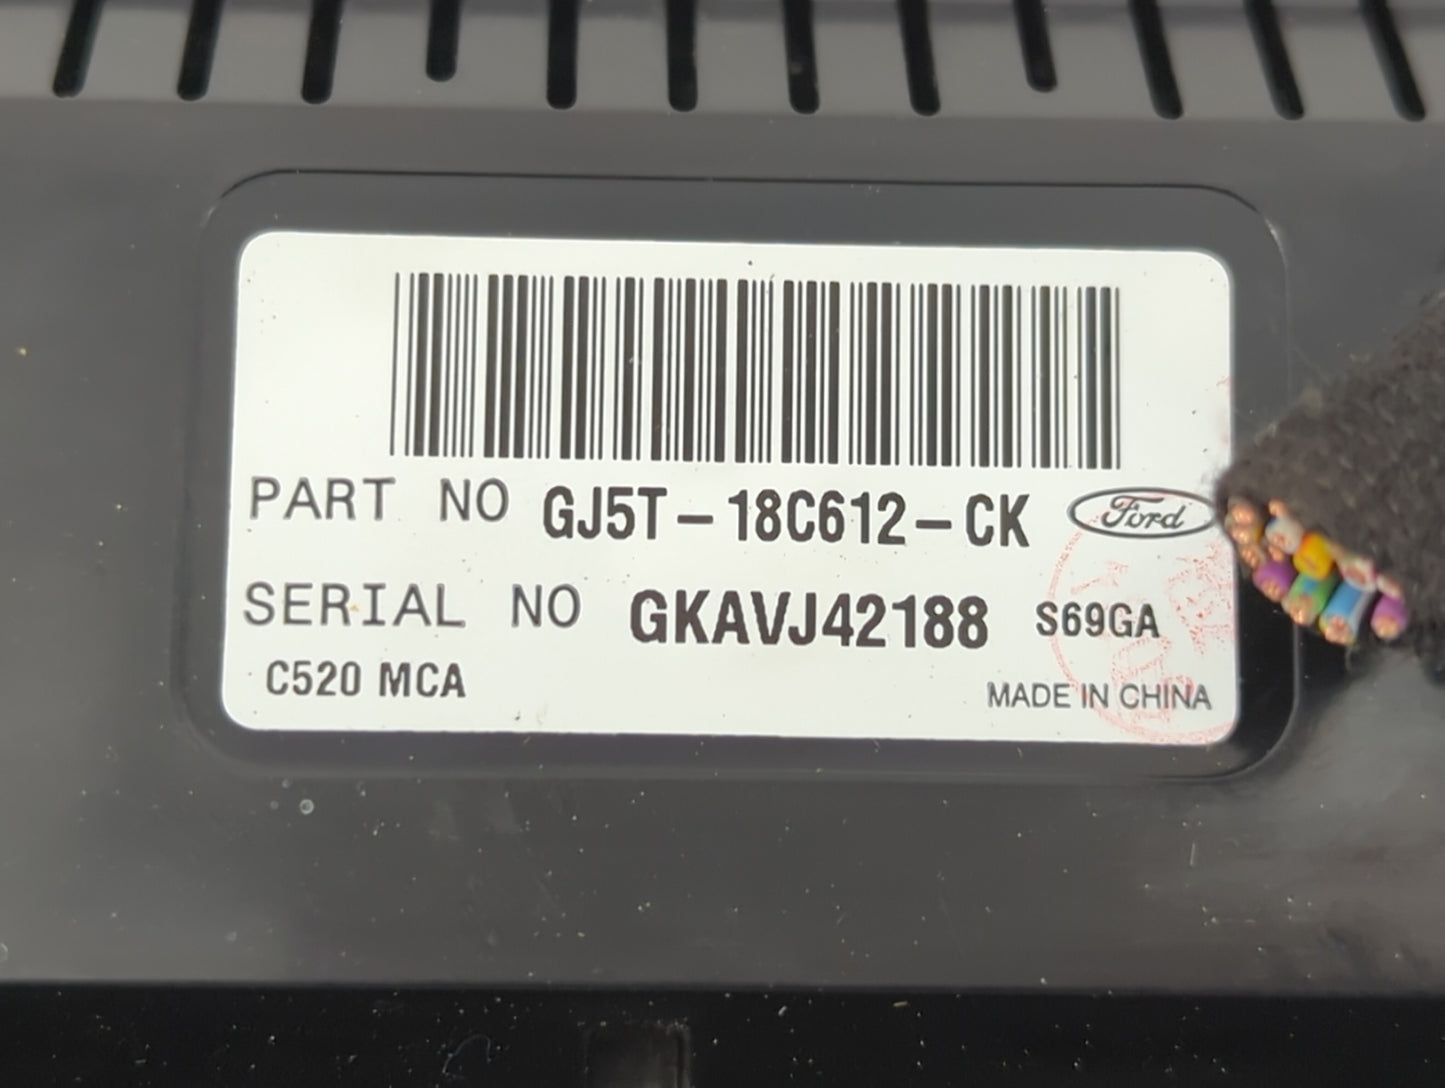 PART NO GJ5T-18C612-CK Ford
SERIAL NO GKAVJ42188 S69GA
C520 MCA MADE IN CHINA